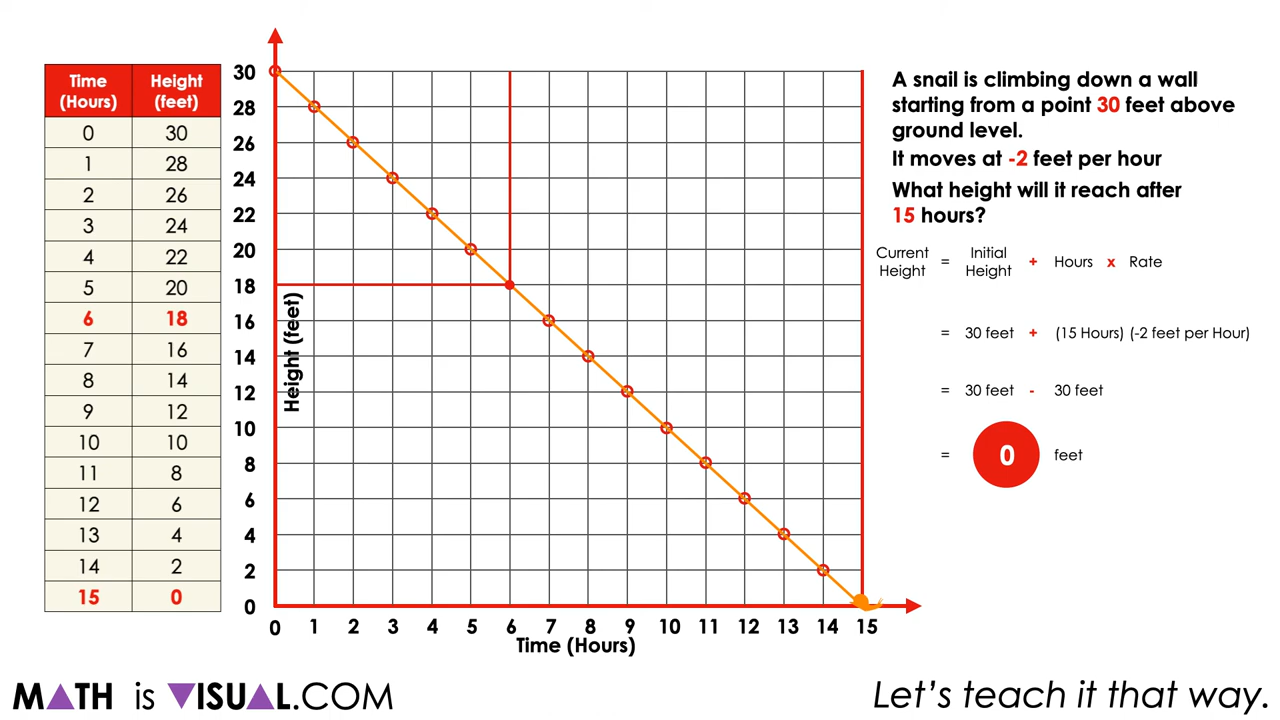 Time Height
(Hours) (feet)
0 30
1 28
2 26
3 24
4 22
5 20
6 18
7 16
8 14
9 12
10 10
11 8
12 6
13 4
14 2
15 0
30
28
26
24
22
20
18
16
14
12
10
8
6
4
2
0
Height (feet)
0 1 2 3 4 5 6 7 8 9 10 11 12 13 14 15
Time (Hours)
A snail is climbing down a wall
starting from a point 30 feet above
ground level.
It moves at -2 feet per hour
What height will it reach after
15 hours?
Current Height = Initial Height + Hours x Rate
= 30 feet + (15 Hours) (-2 feet per Hour)
= 30 feet - 30 feet
= 0 feet
MATH is VISUAL.COM
Let's teach it that way.